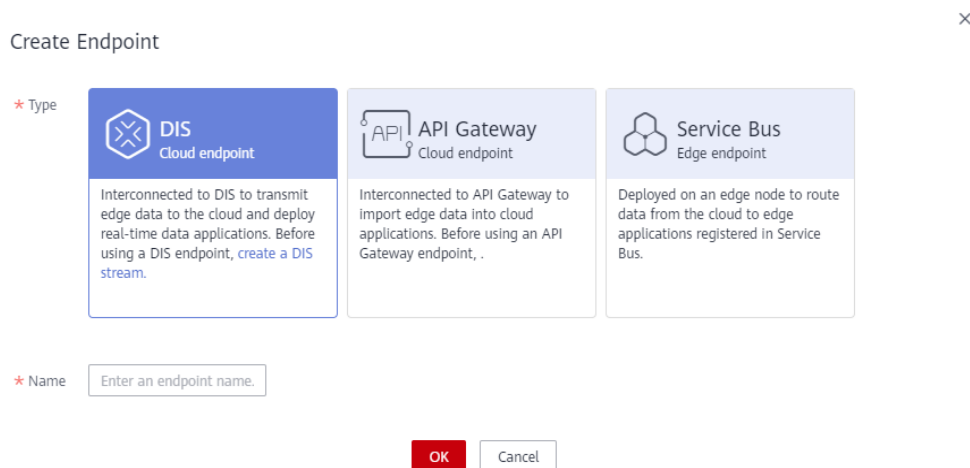 ×
Create Endpoint
* Type
DIS
Cloud endpoint
Interconnected to DIS to transmit
edge data to the cloud and deploy
real-time data applications. Before
using a DIS endpoint, create a DIS
stream.
API
API Gateway
Cloud endpoint
Interconnected to API Gateway to
import edge data into cloud
applications. Before using an API
Gateway endpoint, .
Service Bus
Edge endpoint
Deployed on an edge node to route
data from the cloud to edge
applications registered in Service
Bus.
* Name
Enter an endpoint name.
OK
Cancel